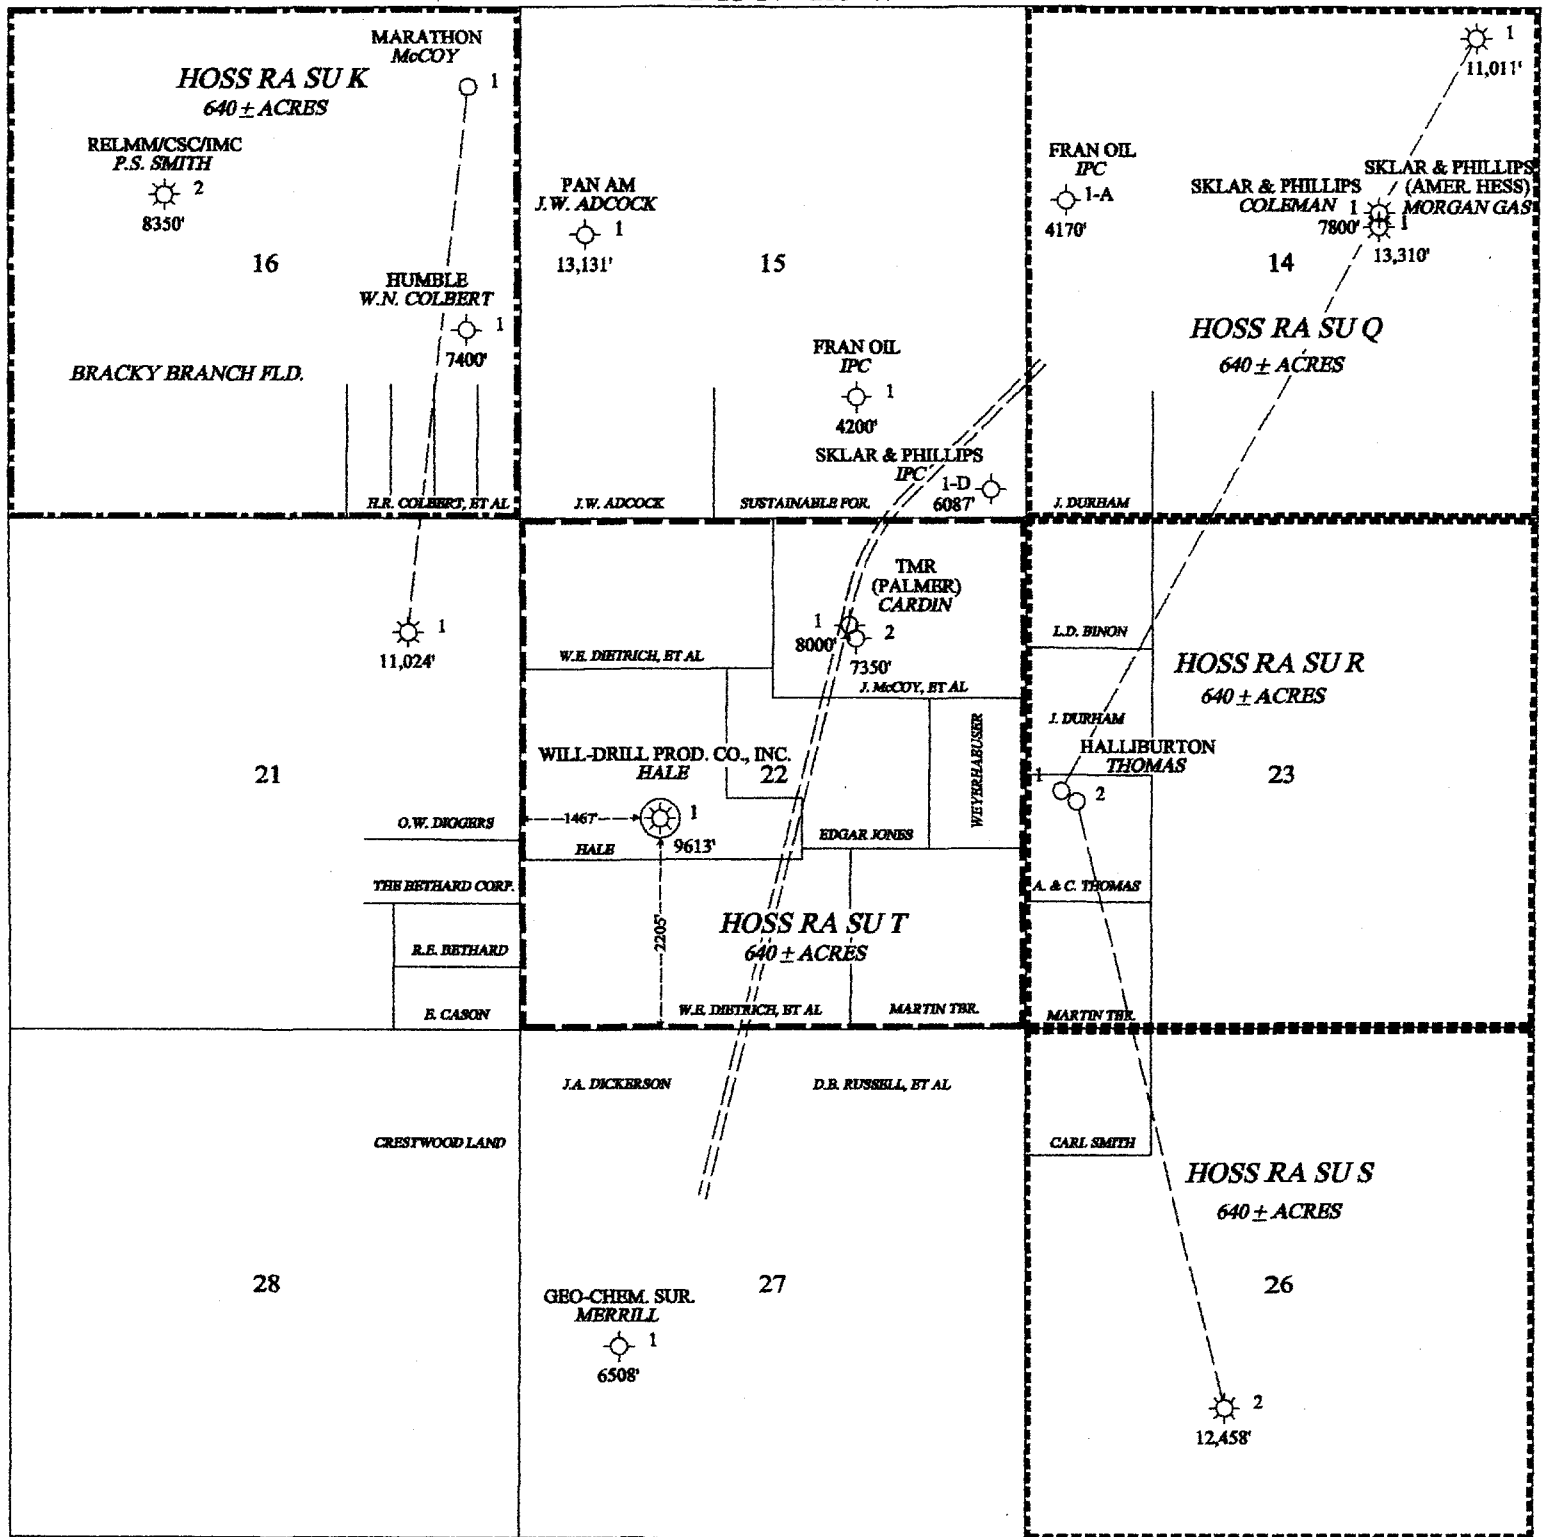 MARATHON
McCOY
1
HOSS RA SU K
640 ± ACRES
RELMM/CSC/IMC
P.S. SMITH
2
8350'
16
HUMBLE
W.N. COLBERT
1
7400'
BRACKY BRANCH FLD.
H.R. COLBERT, ET AL
PAN AM
J.W. ADCOCK
1
13,131'
15
FRAN OIL
IPC
1
4200'
SKLAR & PHILLIPS
IPC
1-D
6087'
J.W. ADCOCK
SUSTAINABLE FOR.
1
11,011'
FRAN OIL
IPC
1-A
4170'
SKLAR & PHILLIPS
COLEMAN
1
7800'
SKLAR & PHILLIPS
(AMER. HESS)
MORGAN GAS
1
13,310'
14
HOSS RA SU Q
640 ± ACRES
J. DURHAM
1
11,024'
21
O.W. DIGGERS
THE BETHARD CORP.
R.E. BETHARD
E. CASON
TMR
(PALMER)
CARDIN
1
8000'
2
7350'
W.E. DIETRICH, ET AL
J. McCOY, ET AL
WEYERHAEUSER
WILL-DRILL PROD. CO., INC.
HALE
22
1467'
1
9613'
HALE
EDGAR JONES
2205'
HOSS RA SU T
640 ± ACRES
W.E. DIETRICH, ET AL
MARTIN TBR.
L.D. BINON
HOSS RA SU R
640 ± ACRES
J. DURHAM
HALLIBURTON
THOMAS
1
2
23
A. & C. THOMAS
MARTIN TBR.
CRESTWOOD LAND
28
J.A. DICKERSON
D.B. RUSSELL, ET AL
27
GEO-CHEM. SUR.
MERRILL
1
6508'
CARL SMITH
HOSS RA SU S
640 ± ACRES
26
2
12,458'